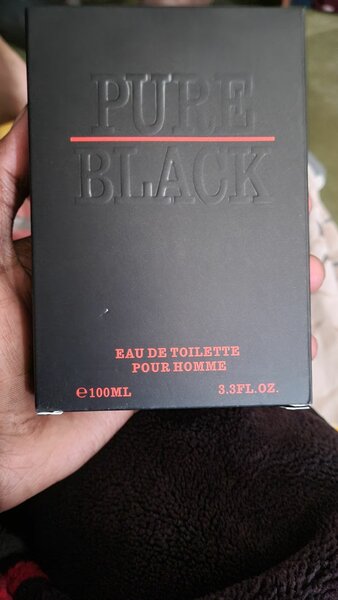 PURE
BLACK
EAU DE TOILETTE
POUR HOMME
℮100ML 3.3FL.OZ.